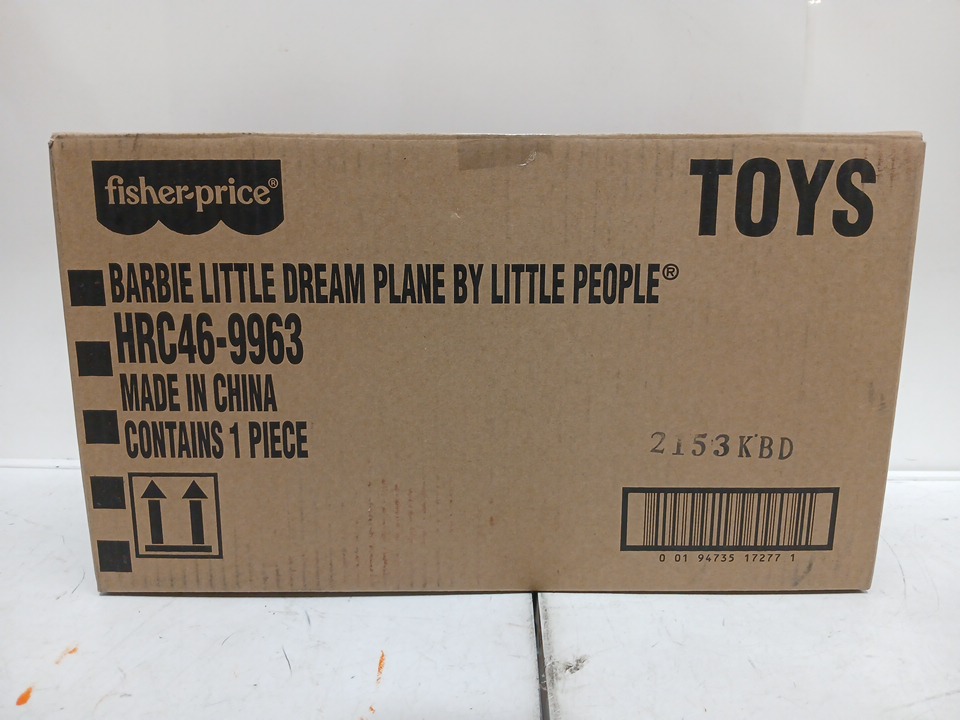 fisher-price®
TOYS
BARBIE LITTLE DREAM PLANE BY LITTLE PEOPLE®
HRC46-9963
MADE IN CHINA
CONTAINS 1 PIECE
2153KBD
0 01 94735 17277 1